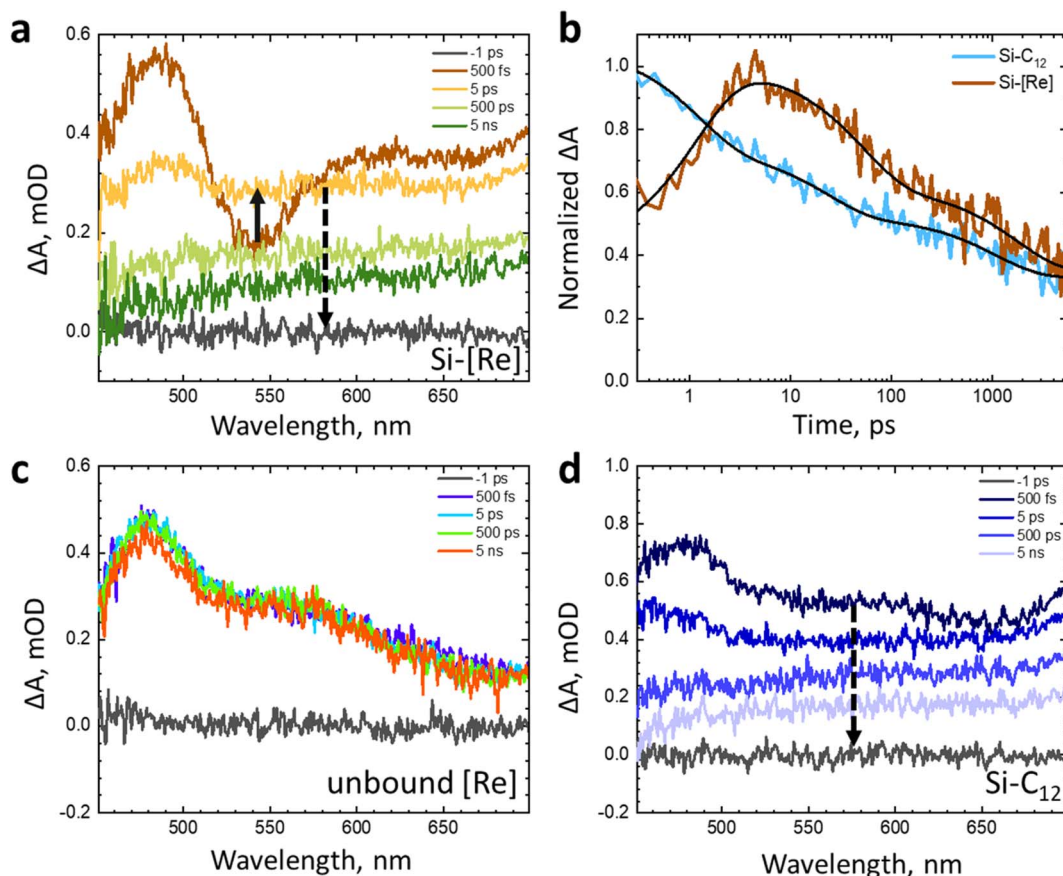 a
0.6
0.4
0.2
0.0
ΔA, mOD
500 550 600 650
Wavelength, nm
-1 ps
500 fs
5 ps
500 ps
5 ns
Si-[Re]
b
1.0
0.8
0.6
0.4
0.2
0.0
Normalized ΔA
1 10 100 1000
Time, ps
Si-C12
Si-[Re]
c
0.6
0.4
0.2
0.0
-0.2
ΔA, mOD
500 550 600 650
Wavelength, nm
-1 ps
500 fs
5 ps
500 ps
5 ns
unbound [Re]
d
1.0
0.8
0.6
0.4
0.2
0.0
-0.2
ΔA, mOD
500 550 600 650
Wavelength, nm
-1 ps
500 fs
5 ps
500 ps
5 ns
Si-C12